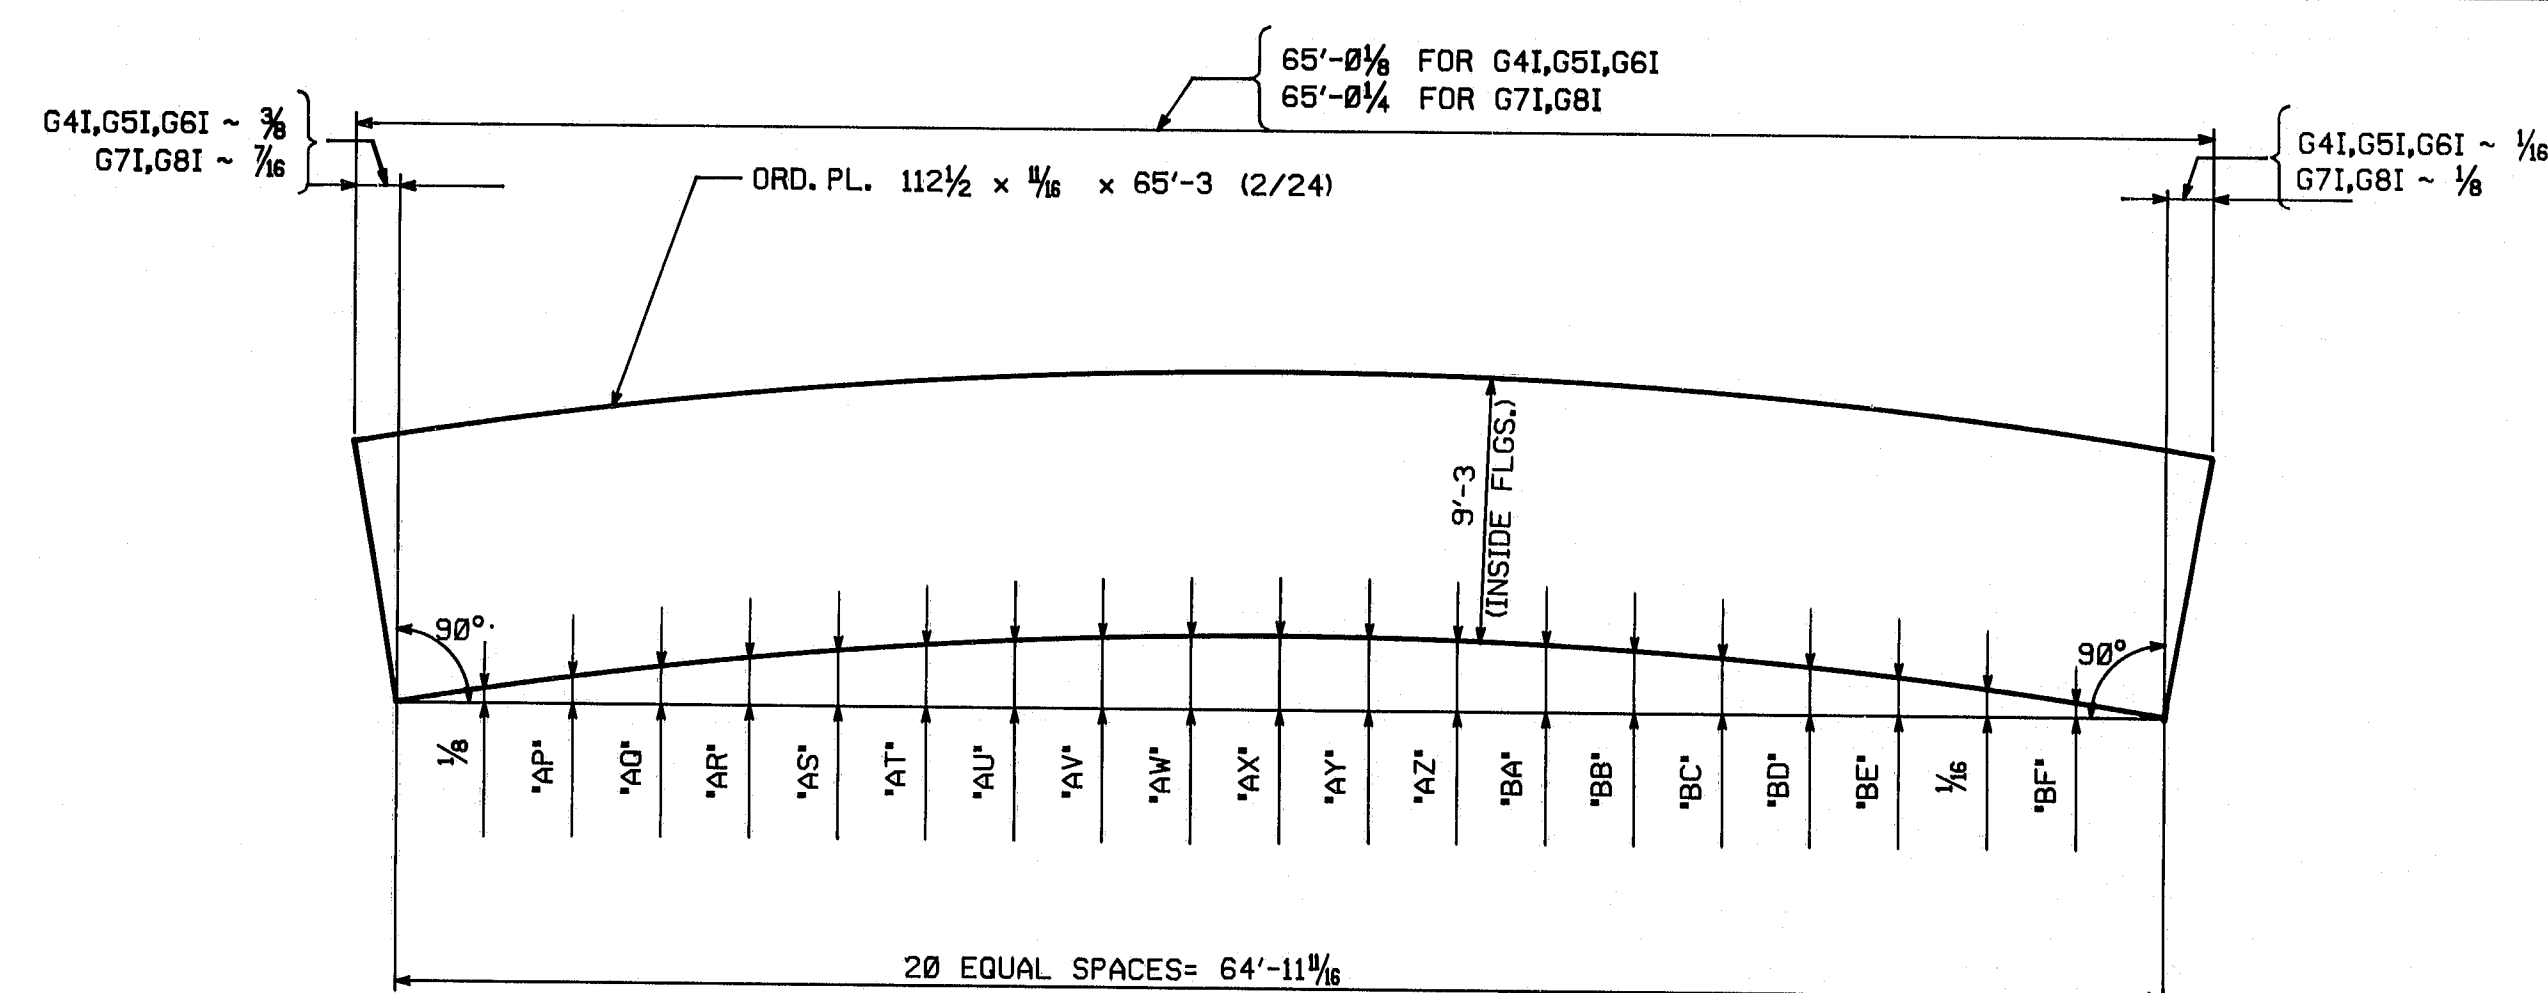 65'-0⅛ FOR G4I,G5I,G6I
65'-0¼ FOR G7I,G8I
G4I,G5I,G6I ~ ⅜
G7I,G8I ~ 7/16
G4I,G5I,G6I ~ 1/16
G7I,G8I ~ ⅛
ORD. PL. 112½ x 11/16 x 65'-3 (2/24)
9'-3
(INSIDE FLGS.)
90°
90°
⅛
"AP"
"AQ"
"AR"
"AS"
"AT"
"AU"
"AV"
"AW"
"AX"
"AY"
"AZ"
"BA"
"BB"
"BC"
"BD"
"BE"
1/16
"BF"
20 EQUAL SPACES= 64'-11 11/16